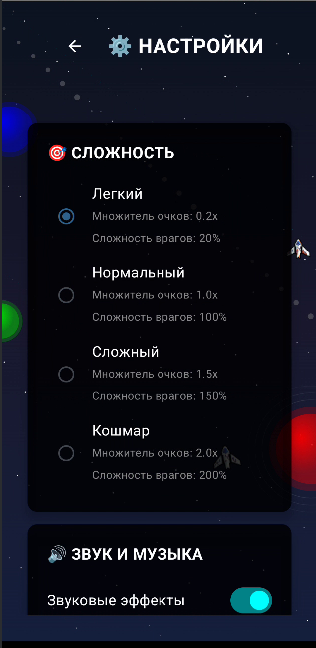 НАСТРОЙКИ
СЛОЖНОСТЬ
Легкий
Множитель очков: 0.2x
Сложность врагов: 20%
Нормальный
Множитель очков: 1.0x
Сложность врагов: 100%
Сложный
Множитель очков: 1.5x
Сложность врагов: 150%
Кошмар
Множитель очков: 2.0x
Сложность врагов: 200%
ЗВУК И МУЗЫКА
Звуковые эффекты